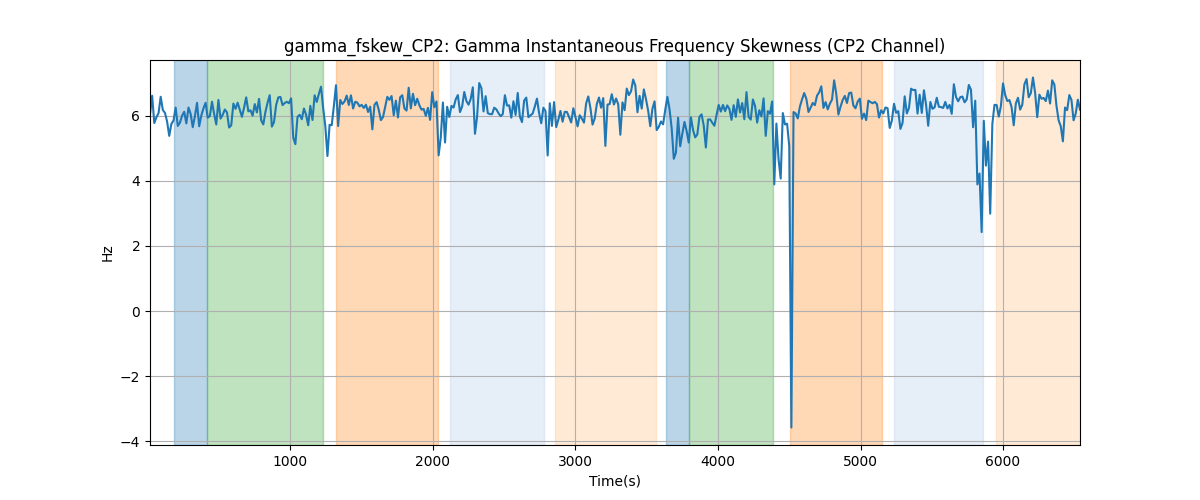 gamma_fskew_CP2: Gamma Instantaneous Frequency Skewness (CP2 Channel)
6
4
2
0
−2
−4
Hz
1000 2000 3000 4000 5000 6000
Time(s)